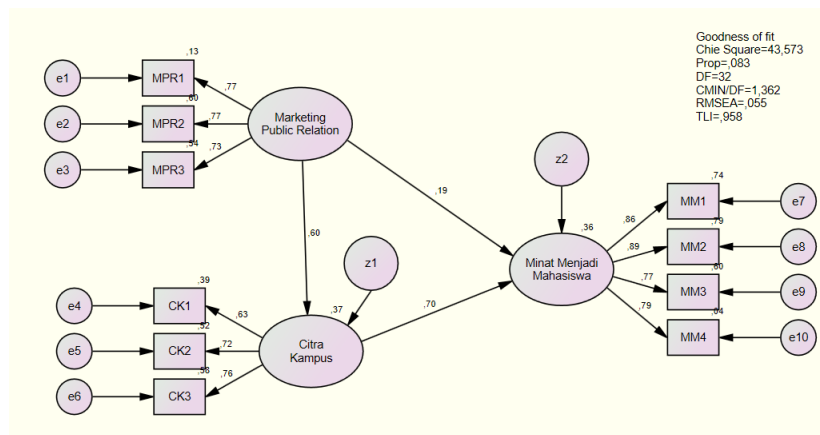 Goodness of fit
Chie Square=43,573
Prop=,083
DF=32
CMIN/DF=1,362
RMSEA=,055
TLI=,958
,13
e1
MPR1
,77
,60
e2
MPR2
,77
,54
e3
MPR3
,73
Marketing
Public Relation
,19
,60
z2
,36
Minat Menjadi
Mahasiswa
,74
,86
MM1
e7
,79
,89
MM2
e8
,60
,77
MM3
e9
,64
,79
MM4
e10
z1
,37
,70
Citra
Kampus
,39
e4
CK1
,63
,52
e5
CK2
,72
,58
e6
CK3
,76